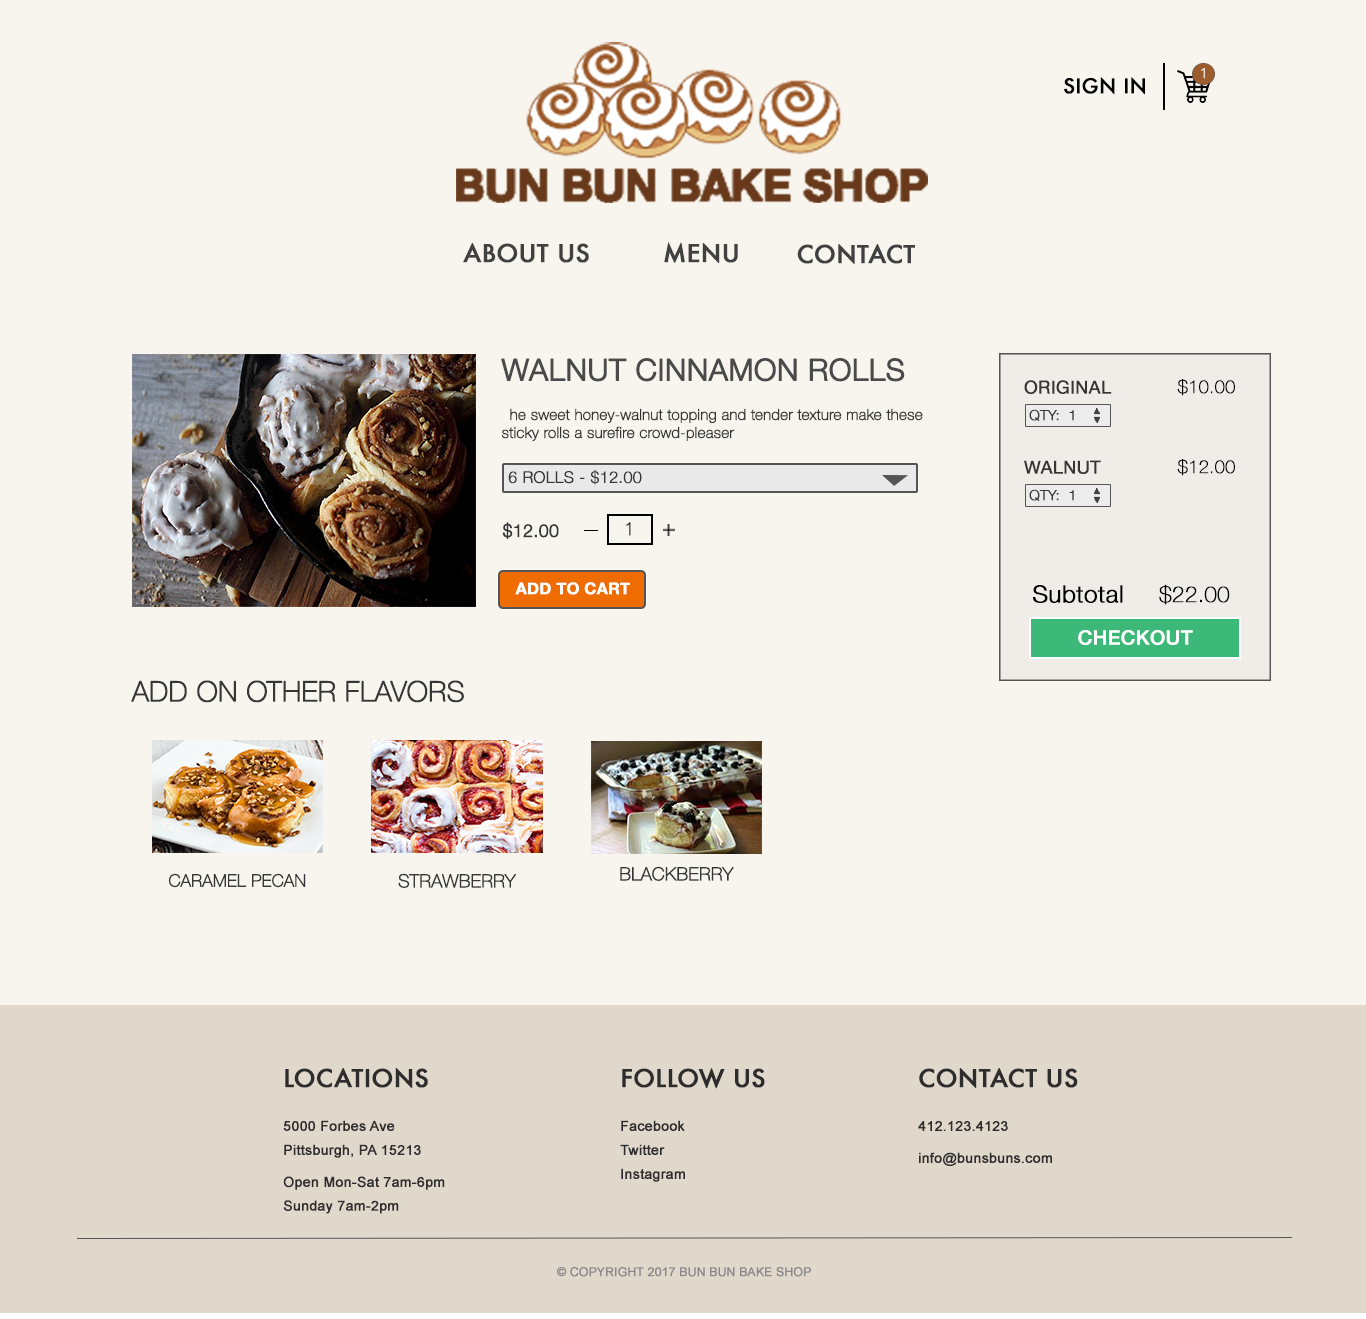 BUN BUN BAKE SHOP
SIGN IN
1
ABOUT US
MENU
CONTACT
WALNUT CINNAMON ROLLS
he sweet honey-walnut topping and tender texture make these
sticky rolls a surefire crowd-pleaser
6 ROLLS - $12.00
$12.00 — 1 +
ADD TO CART
ORIGINAL $10.00
QTY: 1
WALNUT $12.00
QTY: 1
Subtotal $22.00
CHECKOUT
ADD ON OTHER FLAVORS
CARAMEL PECAN
STRAWBERRY
BLACKBERRY
LOCATIONS
5000 Forbes Ave
Pittsburgh, PA 15213
Open Mon-Sat 7am-6pm
Sunday 7am-2pm
FOLLOW US
Facebook
Twitter
Instagram
CONTACT US
412.123.4123
info@bunsbuns.com
© COPYRIGHT 2017 BUN BUN BAKE SHOP